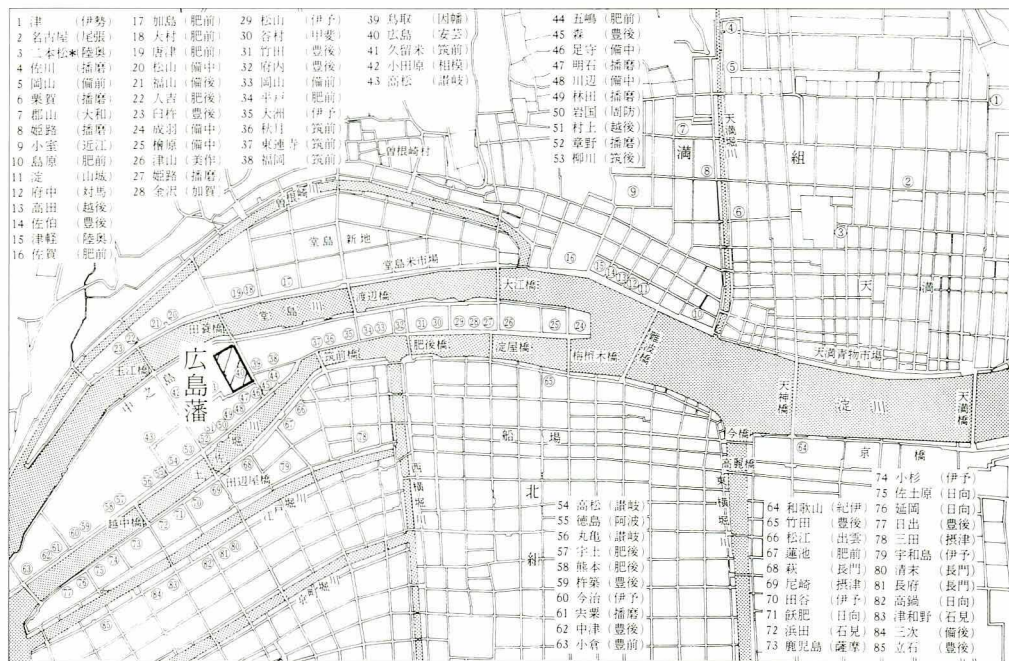 1 津 (伊勢)
2 名古屋 (尾張)
3 二本松* (陸奥)
4 佐川 (播磨)
5 岡山 (備前)
6 栗賀 (播磨)
7 郡山 (大和)
8 姫路 (播磨)
9 小室 (近江)
10 島原 (肥前)
11 淀 (山城)
12 府中 (対馬)
13 高田 (越後)
14 佐伯 (豊後)
15 津軽 (陸奥)
16 佐賀 (肥前)
17 加島 (肥前)
18 大村 (肥前)
19 唐津 (肥前)
20 松山 (備中)
21 福山 (備後)
22 人吉 (肥後)
23 臼杵 (豊後)
24 成羽 (備中)
25 檜原 (備中)
26 津山 (美作)
27 姫路 (播磨)
28 金沢 (加賀)
29 松山 (伊予)
30 谷村 (甲斐)
31 竹田 (豊後)
32 府内 (豊後)
33 岡山 (備前)
34 平戸 (肥前)
35 大洲 (伊予)
36 秋月 (筑前)
37 東連寺 (筑前)
38 福岡 (筑前)
39 鳥取 (因幡)
40 広島 (安芸)
41 久留米 (筑前)
42 小田原 (相模)
43 高松 (讃岐)
44 五嶋 (肥前)
45 森 (豊後)
46 足守 (備中)
47 明石 (播磨)
48 川辺 (備中)
49 林田 (播磨)
50 岩国 (周防)
51 村上 (越後)
52 章野 (播磨)
53 柳川 (筑後)
曽根崎村
天満堀川
満
組
曽根崎川
堂島新地
堂島米市場
天
満
堂島川
渡辺橋
大江橋
田簑橋
玉江橋
中之島
広島藩
筑前橋
肥後橋
淀屋橋
栴檀木橋
難波橋
天満青物市場
天神橋
淀川
天満橋
土佐堀川
船場
今橋
高麗橋
京橋
田辺屋橋
越中橋
江戸堀川
西横堀川
東横堀川
京町堀川
北
組
54 高松 (讃岐)
55 徳島 (阿波)
56 丸亀 (讃岐)
57 宇土 (肥後)
58 熊本 (肥後)
59 杵築 (豊後)
60 今治 (伊予)
61 宍粟 (播磨)
62 中津 (豊後)
63 小倉 (豊前)
64 和歌山 (紀伊)
65 竹田 (豊後)
66 松江 (出雲)
67 蓮池 (肥前)
68 萩 (長門)
69 尼崎 (摂津)
70 田谷 (伊予)
71 飫肥 (日向)
72 浜田 (石見)
73 鹿児島 (薩摩)
74 小杉 (伊予)
75 佐土原 (日向)
76 延岡 (日向)
77 日出 (豊後)
78 三田 (摂津)
79 宇和島 (伊予)
80 清末 (長門)
81 長府 (長門)
82 高鍋 (日向)
83 津和野 (石見)
84 三次 (備後)
85 立石 (豊後)